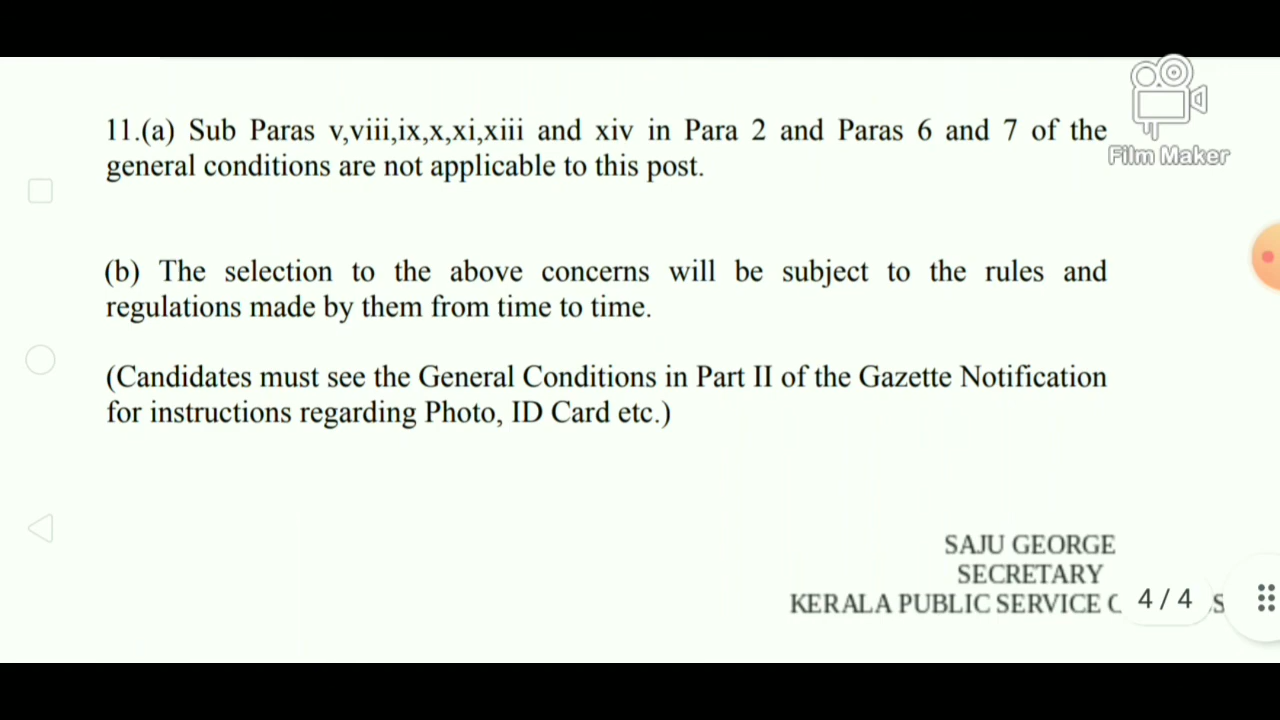 11.(a) Sub Paras v,viii,ix,x,xi,xiii and xiv in Para 2 and Paras 6 and 7 of the
general conditions are not applicable to this post.
Film Maker
(b) The selection to the above concerns will be subject to the rules and
regulations made by them from time to time.
(Candidates must see the General Conditions in Part II of the Gazette Notification
for instructions regarding Photo, ID Card etc.)
SAJU GEORGE
SECRETARY
KERALA PUBLIC SERVICE
4 / 4